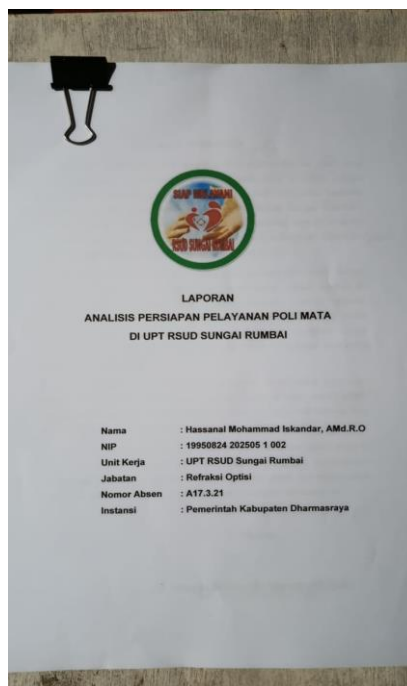 SIAP MELAYANI
RSUD SUNGAI RUMBAI
LAPORAN
ANALISIS PERSIAPAN PELAYANAN POLI MATA
DI UPT RSUD SUNGAI RUMBAI
Nama : Hassanal Mohammad Iskandar, AMd.R.O
NIP : 19950824 202505 1 002
Unit Kerja : UPT RSUD Sungai Rumbai
Jabatan : Refraksi Optisi
Nomor Absen : A17.3.21
Instansi : Pemerintah Kabupaten Dharmasraya